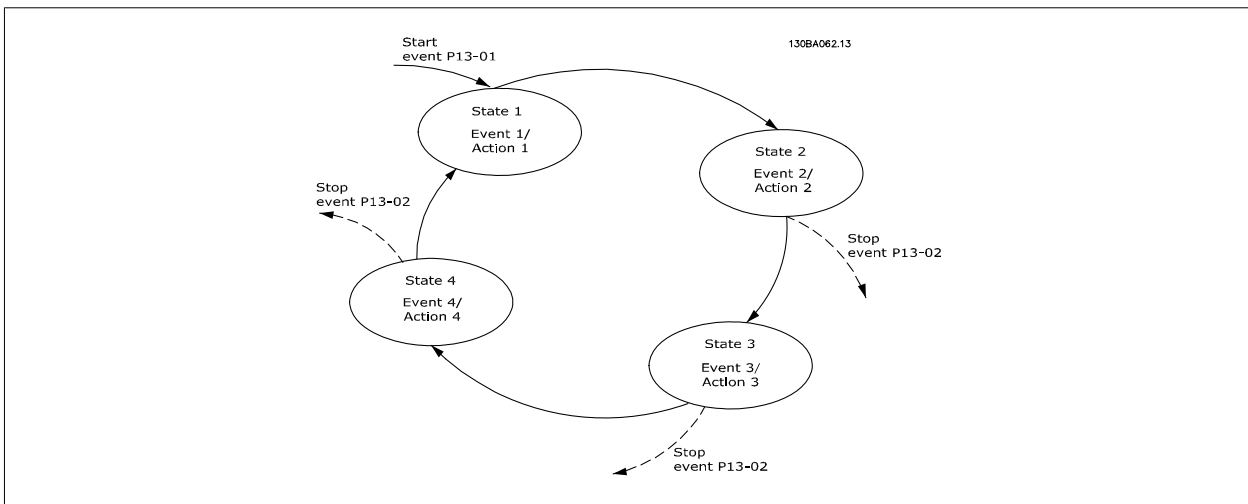 Start
event P13-01
130BA062.13
State 1
Event 1/
Action 1
State 2
Event 2/
Action 2
Stop
event P13-02
Stop
event P13-02
State 4
Event 4/
Action 4
State 3
Event 3/
Action 3
Stop
event P13-02